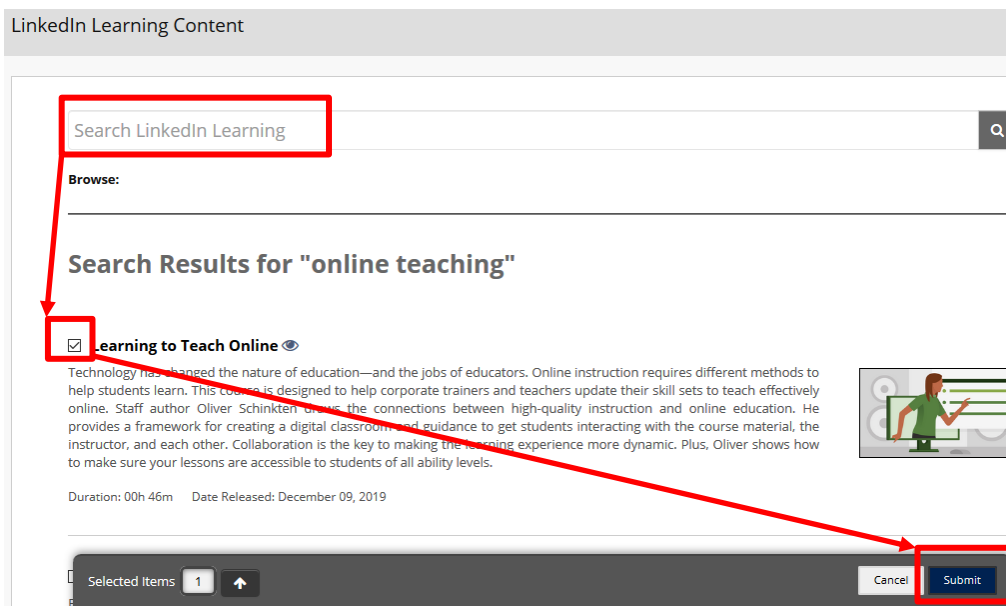 LinkedIn Learning Content
Search LinkedIn Learning
Browse:
Search Results for "online teaching"
Learning to Teach Online
Technology has changed the nature of education—and the jobs of educators. Online instruction requires different methods to
help students learn. This course is designed to help corporate trainers and teachers update their skill sets to teach effectively
online. Staff author Oliver Schinkten draws the connections between high-quality instruction and online education. He
provides a framework for creating a digital classroom and guidance to get students interacting with the course material, the
instructor, and each other. Collaboration is the key to making the learning experience more dynamic. Plus, Oliver shows how
to make sure your lessons are accessible to students of all ability levels.
Duration: 00h 46m Date Released: December 09, 2019
Selected Items 1 Cancel Submit